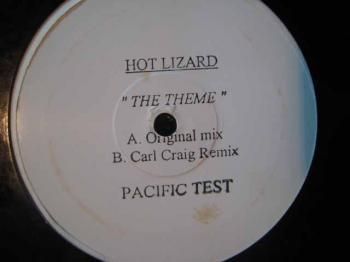 HOT LIZARD
" THE THEME "
A. Original mix
B. Carl Craig Remix
PACIFIC TEST